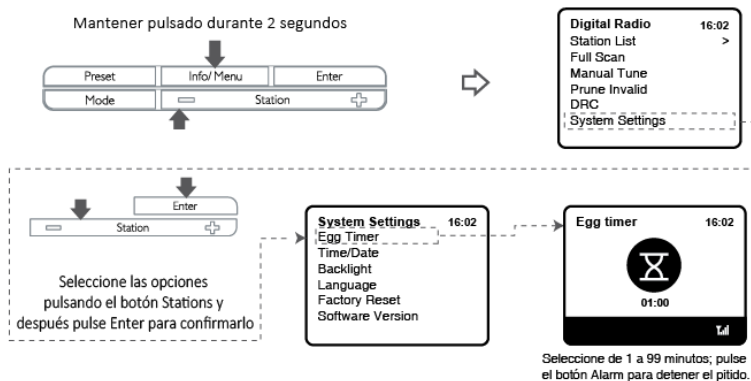 Mantener pulsado durante 2 segundos
Preset
Info/Menu
Enter
Mode
Station
Digital Radio 16:02
Station List >
Full Scan
Manual Tune
Prune Invalid
DRC
System Settings
Enter
Station
Seleccione las opciones
pulsando el botón Stations y
después pulse Enter para confirmarlo
System Settings 16:02
Egg Timer
Time/Date
Backlight
Language
Factory Reset
Software Version
Egg timer 16:02
01:00
Seleccione de 1 a 99 minutos; pulse
el botón Alarm para detener el pitido.